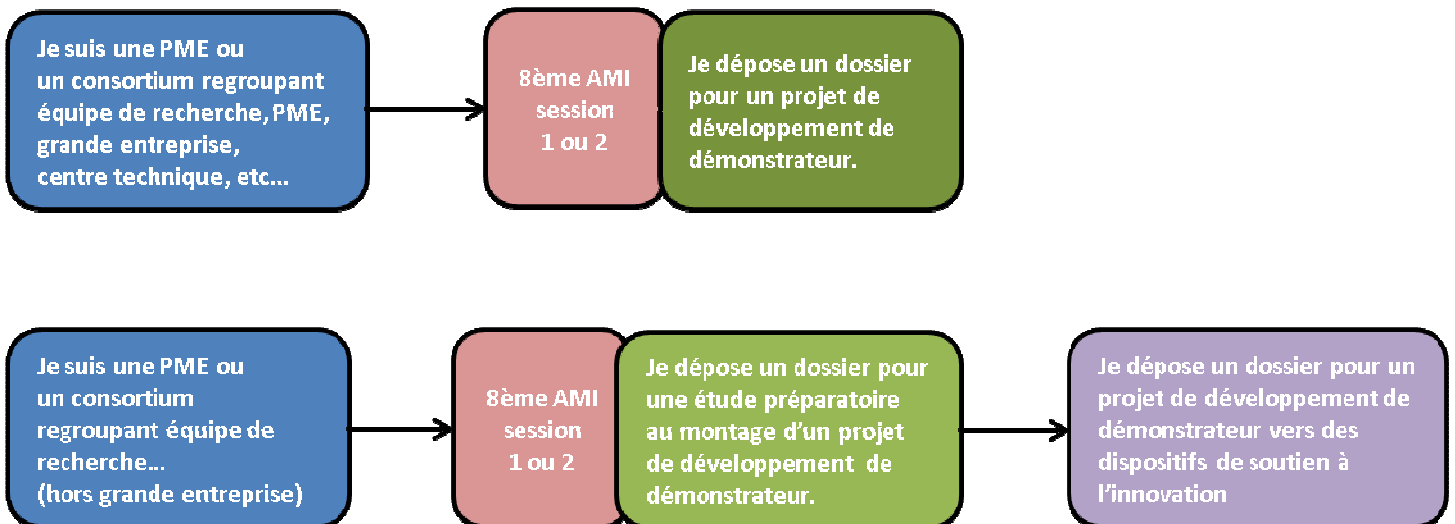 Je suis une PME ou
un consortium regroupant
équipe de recherche, PME,
grande entreprise,
centre technique, etc...
8ème AMI
session
1 ou 2
Je dépose un dossier
pour un projet de
développement de
démonstrateur.
Je suis une PME ou
un consortium
regroupant équipe de
recherche...
(hors grande entreprise)
8ème AMI
session
1 ou 2
Je dépose un dossier pour
une étude préparatoire
au montage d'un projet
de développement de
démonstrateur.
Je dépose un dossier pour un
projet de développement de
démonstrateur vers des
dispositifs de soutien à
l'innovation